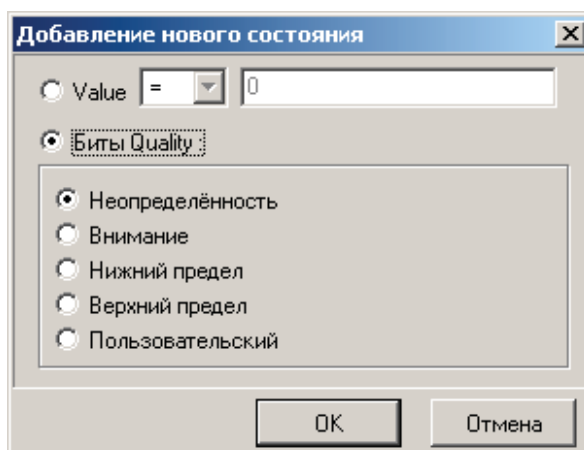 Добавление нового состояния
Value = 0
Биты Quality :
Неопределённость
Внимание
Нижний предел
Верхний предел
Пользовательский
OK Отмена